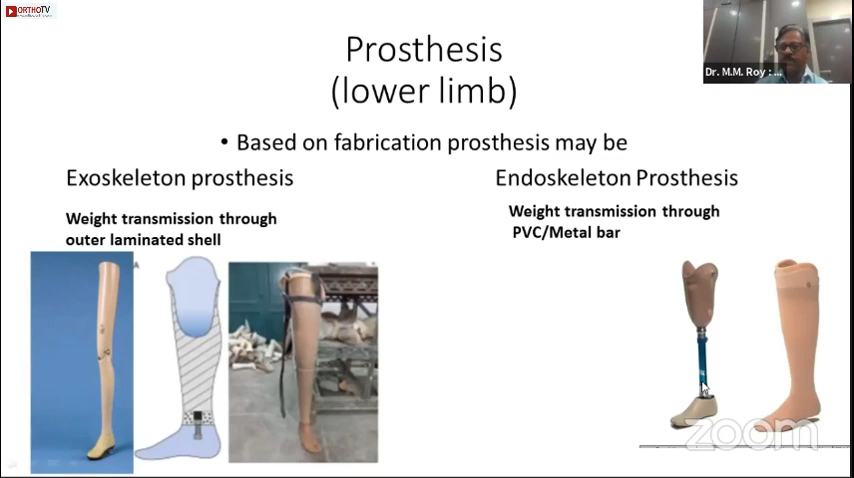 ORTHOTV
Prosthesis
(lower limb)
Dr. M.M. Roy : ...
• Based on fabrication prosthesis may be
Exoskeleton prosthesis
Endoskeleton Prosthesis
Weight transmission through
outer laminated shell
Weight transmission through
PVC/Metal bar
A
zoom